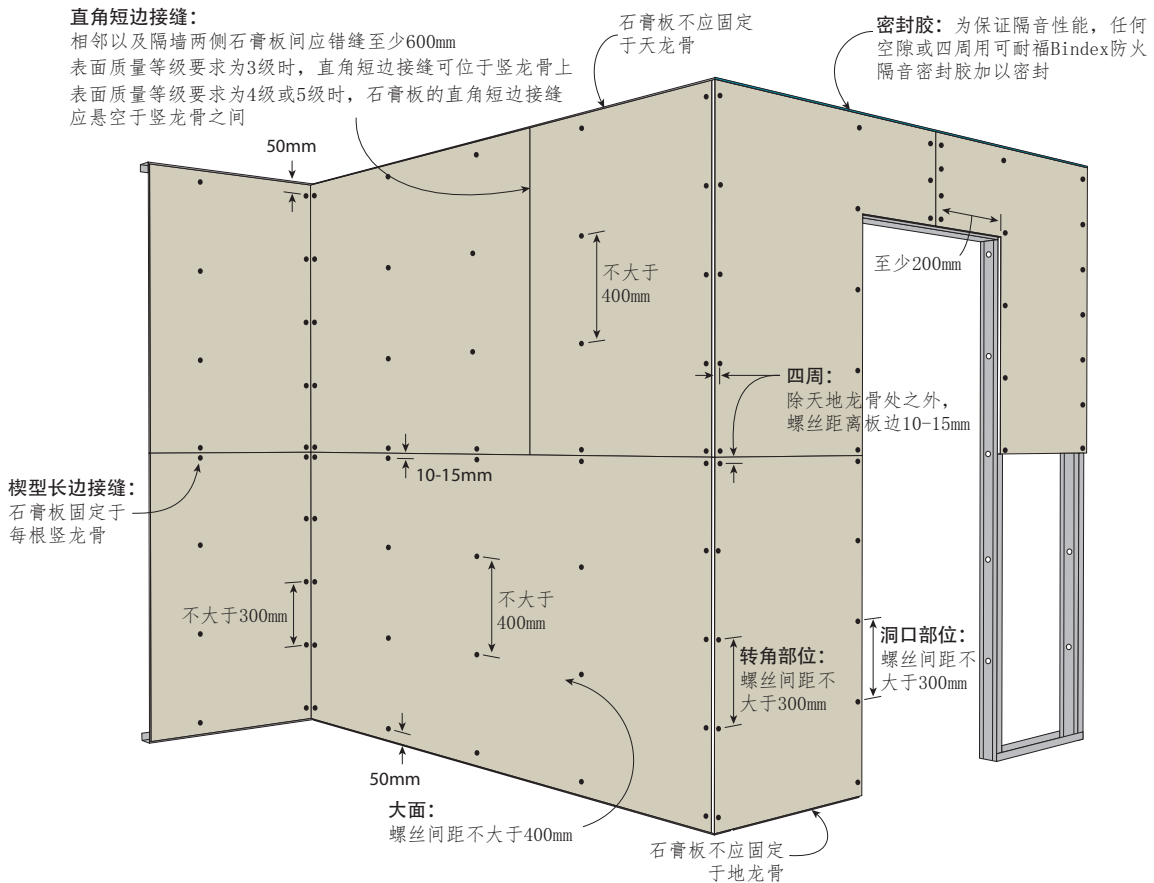 直角短边接缝：
相邻以及隔墙两侧石膏板间应错缝至少600mm
表面质量等级要求为3级时，直角短边接缝可位于竖龙骨上
表面质量等级要求为4级或5级时，石膏板的直角短边接缝
应悬空于竖龙骨之间
石膏板不应固定
于天龙骨
密封胶：为保证隔音性能，任何
空隙或四周用可耐福Bindex防火
隔音密封胶加以密封
50mm
不大于
400mm
至少200mm
四周：
除天地龙骨处之外，
螺丝距离板边10-15mm
10-15mm
楔型长边接缝：
石膏板固定于
每根竖龙骨
不大于300mm
不大于
400mm
转角部位：
螺丝间距不
大于300mm
洞口部位：
螺丝间距不
大于300mm
50mm
大面：
螺丝间距不大于400mm
石膏板不应固定
于地龙骨